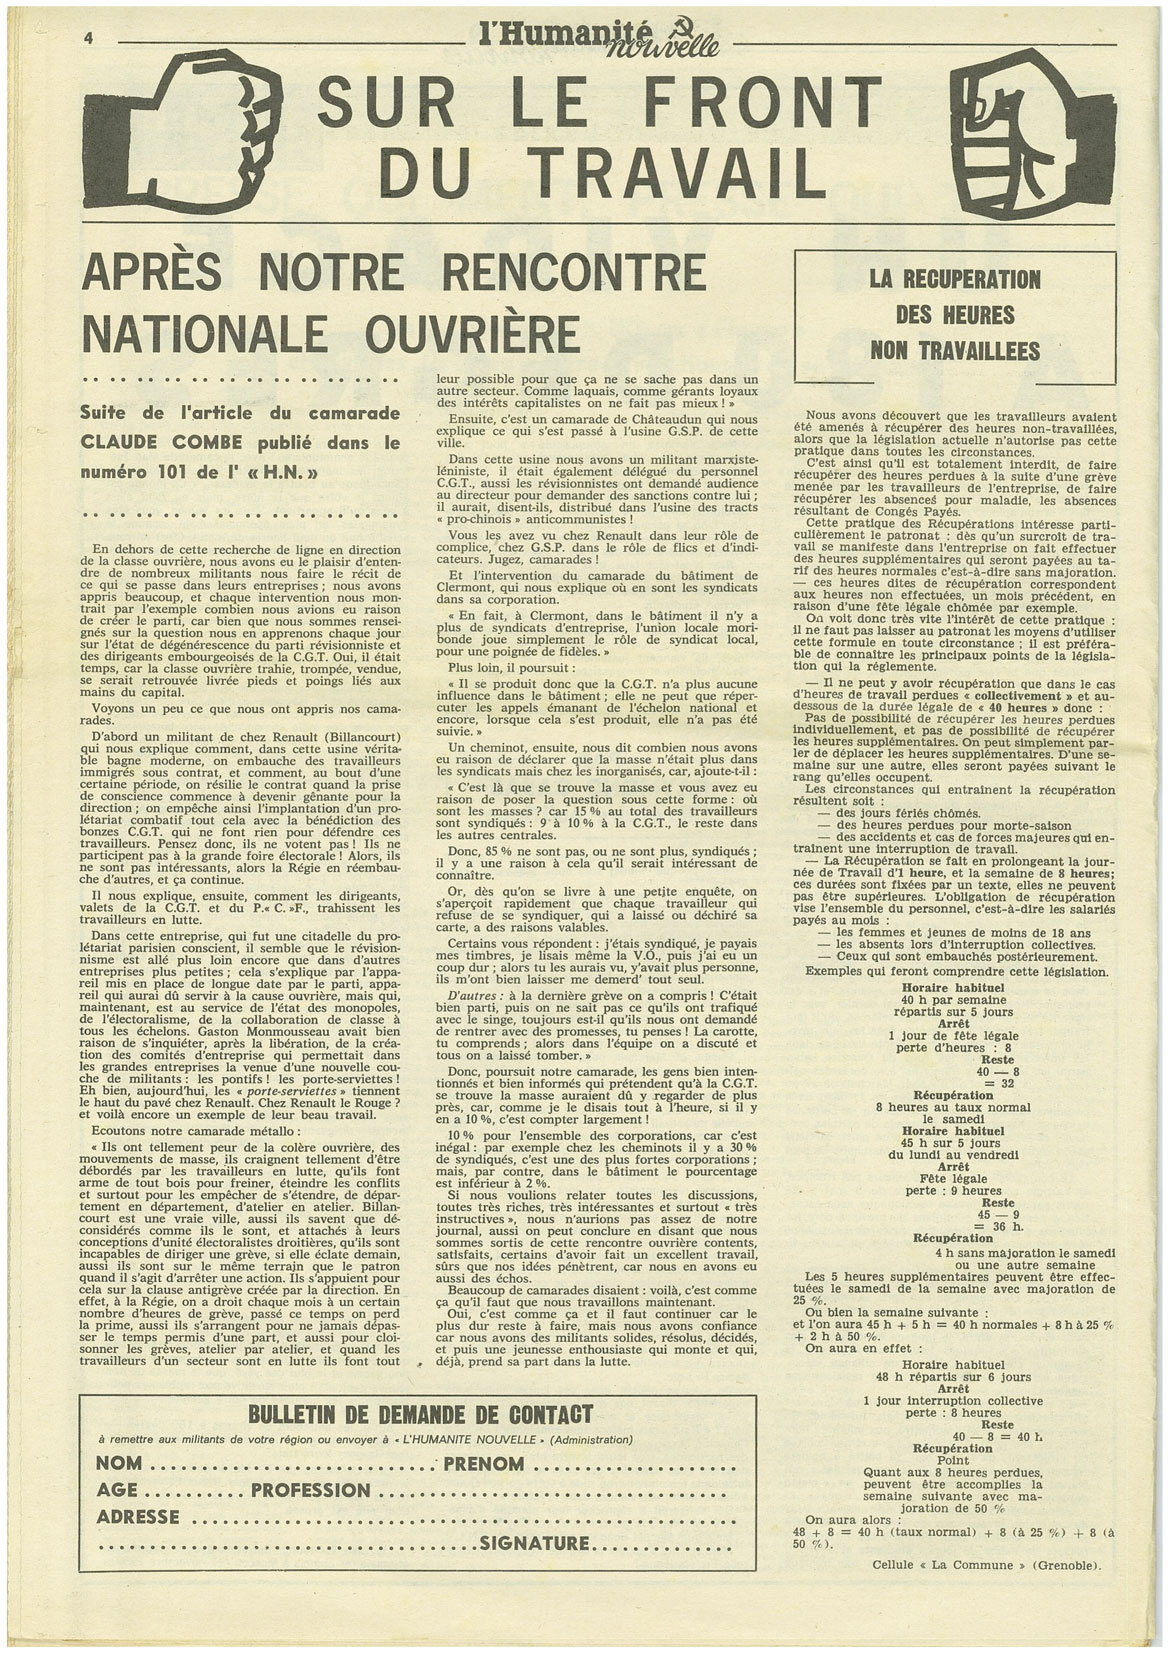 4
l'Humanité nouvelle
SUR LE FRONT
DU TRAVAIL
APRÈS NOTRE RENCONTRE
NATIONALE OUVRIÈRE
Suite de l'article du camarade
CLAUDE COMBE publié dans le
numéro 101 de l' « H.N. »
En dehors de cette recherche de ligne en direction
de la classe ouvrière, nous avons eu le plaisir d'enten-
dre de nombreux militants nous faire le récit de
ce qui se passe dans leurs entreprises ; nous avons
appris beaucoup, et chaque intervention nous mon-
trait par l'exemple combien nous avions eu raison
de créer le parti, car bien que nous sommes rensei-
gnés sur la question nous en apprenons chaque jour
sur l'état de dégénérescence du parti révisionniste et
des dirigeants embourgeoisés de la C.G.T. Oui, il était
temps, car la classe ouvrière trahie, trompée, vendue,
se serait retrouvée livrée pieds et poings liés aux
mains du capital.
Voyons un peu ce que nous ont appris nos cama-
rades.
D'abord un militant de chez Renault (Billancourt)
qui nous explique comment, dans cette usine vérita-
ble bagne moderne, on embauche des travailleurs
immigrés sous contrat, et comment, au bout d'une
certaine période, on résilie le contrat quand la prise
de conscience commence à devenir gênante pour la
direction ; on empêche ainsi l'implantation d'un pro-
létariat combatif tout cela avec la bénédiction des
bonzes C.G.T. qui ne font rien pour défendre ces
travailleurs. Pensez donc, ils ne votent pas ! Ils ne
participent pas à la grande foire électorale ! Alors, ils
ne sont pas intéressants, alors la Régie en réembau-
che d'autres, et ça continue.
Il nous explique, ensuite, comment les dirigeants,
valets de la C.G.T. et du P.« C. »F., trahissent les
travailleurs en lutte.
Dans cette entreprise, qui fut une citadelle du pro-
létariat parisien conscient, il semble que le révision-
nisme est allé plus loin encore que dans d'autres
entreprises plus petites ; cela s'explique par l'appa-
reil mis en place de longue date par le parti, appa-
reil qui aurai dû servir à la cause ouvrière, mais qui,
maintenant, est au service de l'état des monopoles,
de l'électoralisme, de la collaboration de classe à
tous les échelons. Gaston Monmousseau avait bien
raison de s'inquiéter, après la libération, de la créa-
tion des comités d'entreprise qui permettait dans
les grandes entreprises la venue d'une nouvelle cou-
che de militants : les pontifs ! les porte-serviettes !
Eh bien, aujourd'hui, les « porte-serviettes » tiennent
le haut du pavé chez Renault. Chez Renault le Rouge ?
et voilà encore un exemple de leur beau travail.
Ecoutons notre camarade métallo :
« Ils ont tellement peur de la colère ouvrière, des
mouvements de masse, ils craignent tellement d'être
débordés par les travailleurs en lutte, qu'ils font
arme de tout bois pour freiner, éteindre les conflits
et surtout pour les empêcher de s'étendre, de dépar-
tement en département, d'atelier en atelier. Billan-
court est une vraie ville, aussi ils savent que dé-
considérés comme ils le sont, et attachés à leurs
conceptions d'unité électoralistes droitières, qu'ils sont
incapables de diriger une grève, si elle éclate demain,
aussi ils sont sur le même terrain que le patron
quand il s'agit d'arrêter une action. Ils s'appuient pour
cela sur la clause antigrève créée par la direction. En
effet, à la Régie, on a droit chaque mois à un certain
nombre d'heures de grève, passé ce temps on perd
la prime, aussi ils s'arrangent pour ne jamais dépas-
ser le temps permis d'une part, et aussi pour cloi-
sonner les grèves, atelier par atelier, et quand les
travailleurs d'un secteur sont en lutte ils font tout
leur possible pour que ça ne se sache pas dans un
autre secteur. Comme laquais, comme gérants loyaux
des intérêts capitalistes on ne fait pas mieux ! »
Ensuite, c'est un camarade de Châteaudun qui nous
explique ce qui s'est passé à l'usine G.S.P. de cette
ville.
Dans cette usine nous avons un militant marxiste-
léniniste, il était également délégué du personnel
C.G.T., aussi les révisionnistes ont demandé audience
au directeur pour demander des sanctions contre lui ;
il aurait, disent-ils, distribué dans l'usine des tracts
« pro-chinois » anticommunistes !
Vous les avez vu chez Renault dans leur rôle de
complice, chez G.S.P. dans le rôle de flics et d'indi-
cateurs. Jugez, camarades !
Et l'intervention du camarade du bâtiment de
Clermont, qui nous explique où en sont les syndicats
dans sa corporation.
« En fait, à Clermont, dans le bâtiment il n'y a
plus de syndicats d'entreprise, l'union locale mori-
bonde joue simplement le rôle de syndicat local,
pour une poignée de fidèles. »
Plus loin, il poursuit :
« Il se produit donc que la C.G.T. n'a plus aucune
influence dans le bâtiment ; elle ne peut que réper-
cuter les appels émanant de l'échelon national et
encore, lorsque cela s'est produit, elle n'a pas été
suivie. »
Un cheminot, ensuite, nous dit combien nous avons
eu raison de déclarer que la masse n'était plus dans
les syndicats mais chez les inorganisés, car, ajoute-t-il :
« C'est là que se trouve la masse et vous avez eu
raison de poser la question sous cette forme : où
sont les masses ? car 15 % au total des travailleurs
sont syndiqués : 9 à 10 % à la C.G.T., le reste dans
les autres centrales.
Donc, 85 % ne sont pas, ou ne sont plus, syndiqués ;
il y a une raison à cela qu'il serait intéressant de
connaître.
Or, dès qu'on se livre à une petite enquête, on
s'aperçoit rapidement que chaque travailleur qui
refuse de se syndiquer, qui a laissé ou déchiré sa
carte, a des raisons valables.
Certains vous répondent : j'étais syndiqué, je payais
mes timbres, je lisais même la V.O., puis j'ai eu un
coup dur ; alors tu les aurais vu, y'avait plus personne,
ils m'ont bien laisser me demerd' tout seul.
D'autres : à la dernière grève on a compris ! C'était
bien parti, puis on ne sait pas ce qu'ils ont trafiqué
avec le singe, toujours est-il qu'ils nous ont demandé
de rentrer avec des promesses, tu penses ! La carotte,
tu comprends ; alors dans l'équipe on a discuté et
tous on a laissé tomber. »
Donc, poursuit notre camarade, les gens bien inten-
tionnés et bien informés qui prétendent qu'à la C.G.T.
se trouve la masse auraient dû y regarder de plus
près, car, comme je le disais tout à l'heure, si il y
en a 10 %, c'est compter largement !
10 % pour l'ensemble des corporations, car c'est
inégal : par exemple chez les cheminots il y a 30 %
de syndiqués, c'est une des plus fortes corporations ;
mais, par contre, dans le bâtiment le pourcentage
est inférieur à 2 %.
Si nous voulions relater toutes les discussions,
toutes très riches, très intéressantes et surtout « très
instructives », nous n'aurions pas assez de notre
journal, aussi on peut conclure en disant que nous
sommes sortis de cette rencontre ouvrière contents,
satisfaits, certains d'avoir fait un excellent travail,
sûrs que nos idées pénètrent, car nous en avons eu
aussi des échos.
Beaucoup de camarades disaient : voilà, c'est comme
ça qu'il faut que nous travaillons maintenant.
Oui, c'est comme ça et il faut continuer car le
plus dur reste à faire, mais nous avons confiance
car nous avons des militants solides, résolus, décidés,
et puis une jeunesse enthousiaste qui monte et qui,
déjà, prend sa part dans la lutte.
LA RECUPERATION
DES HEURES
NON TRAVAILLEES
Nous avons découvert que les travailleurs avaient
été amenés à récupérer des heures non-travaillées,
alors que la législation actuelle n'autorise pas cette
pratique dans toutes les circonstances.
C'est ainsi qu'il est totalement interdit, de faire
récupérer des heures perdues à la suite d'une grève
menée par les travailleurs de l'entreprise, de faire
récupérer les absences pour maladie, les absences
résultant de Congés Payés.
Cette pratique des Récupérations intéresse parti-
culièrement le patronat : dès qu'un surcroît de tra-
vail se manifeste dans l'entreprise on fait effectuer
des heures supplémentaires qui seront payées au ta-
rif des heures normales c'est-à-dire sans majoration.
— ces heures dites de récupération correspondent
aux heures non effectuées, un mois précédent, en
raison d'une fête légale chômée par exemple.
On voit donc très vite l'intérêt de cette pratique :
il ne faut pas laisser au patronat les moyens d'utiliser
cette formule en toute circonstance ; il est préféra-
ble de connaître les principaux points de la législa-
tion qui la réglemente.
— Il ne peut y avoir récupération que dans le cas
d'heures de travail perdues « collectivement » et au-
dessous de la durée légale de « 40 heures » donc :
Pas de possibilité de récupérer les heures perdues
individuellement, et pas de possibilité de récupérer
les heures supplémentaires. On peut simplement par-
ler de déplacer les heures supplémentaires. D'une se-
maine sur une autre, elles seront payées suivant le
rang qu'elles occupent.
Les circonstances qui entraînent la récupération
résultent soit :
— des jours fériés chômés.
— des heures perdues pour morte-saison
— des accidents et cas de forces majeures qui en-
traînent une interruption de travail.
— La Récupération se fait en prolongeant la jour-
née de Travail d'1 heure, et la semaine de 8 heures;
ces durées sont fixées par un texte, elles ne peuvent
pas être supérieures. L'obligation de récupération
vise l'ensemble du personnel, c'est-à-dire les salariés
payés au mois :
— les femmes et jeunes de moins de 18 ans
— les absents lors d'interruption collectives.
— Ceux qui sont embauchés postérieurement.
Exemples qui feront comprendre cette législation.
Horaire habituel
40 h par semaine
répartis sur 5 jours
Arrêt
1 jour de fête légale
perte d'heures : 8
Reste
40 — 8
= 32
Récupération
8 heures au taux normal
le samedi
Horaire habituel
45 h sur 5 jours
du lundi au vendredi
Arrêt
Fête légale
perte : 9 heures
Reste
45 — 9
= 36 h.
Récupération
4 h sans majoration le samedi
ou une autre semaine
Les 5 heures supplémentaires peuvent être effec-
tuées le samedi de la semaine avec majoration de
25 %.
Ou bien la semaine suivante :
et l'on aura 45 h + 5 h = 40 h normales + 8 h à 25 %
+ 2 h à 50 %.
On aura en effet :
Horaire habituel
48 h répartis sur 6 jours
Arrêt
1 jour interruption collective
perte : 8 heures
Reste
40 — 8 = 40 h.
Récupération
Point
Quant aux 8 heures perdues,
peuvent être accomplies la
semaine suivante avec ma-
joration de 50 %
On aura alors :
48 + 8 = 40 h (taux normal) + 8 (à 25 %) + 8 (à
50 %).
Cellule « La Commune » (Grenoble).
BULLETIN DE DEMANDE DE CONTACT
à remettre aux militants de votre région ou envoyer à « L'HUMANITE NOUVELLE » (Administration)
NOM .............................. PRENOM ......................
AGE .......... PROFESSION ....................................
ADRESSE ........................................................
........................................SIGNATURE...............